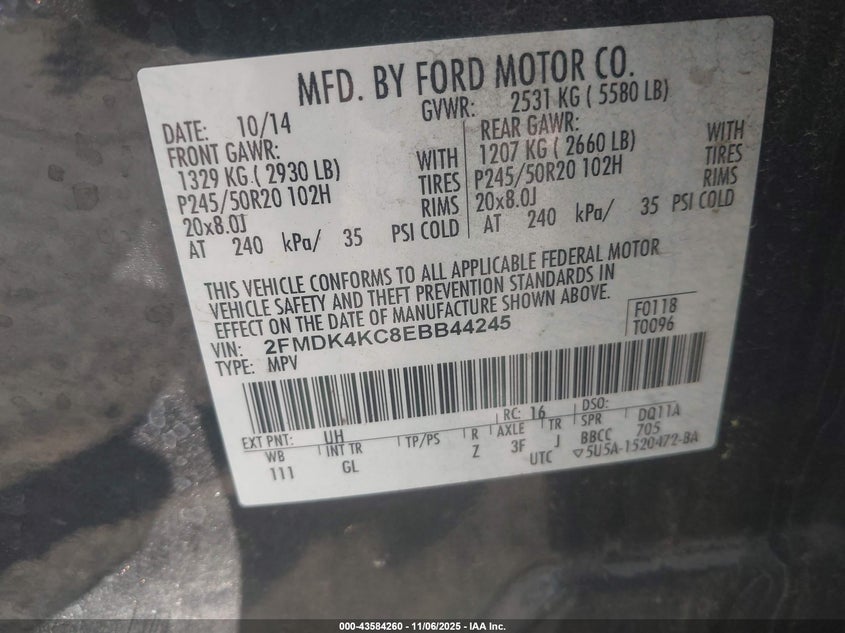 MFD. BY FORD MOTOR CO.
DATE: 10/14
GVWR: 2531 KG ( 5580 LB)
FRONT GAWR:
1329 KG ( 2930 LB) WITH
P245/50R20 102H TIRES
20x8.0J RIMS
AT 240 kPa/ 35 PSI COLD
REAR GAWR:
1207 KG ( 2660 LB) WITH
P245/50R20 102H TIRES
20x8.0J RIMS
AT 240 kPa/ 35 PSI COLD
THIS VEHICLE CONFORMS TO ALL APPLICABLE FEDERAL MOTOR
VEHICLE SAFETY AND THEFT PREVENTION STANDARDS IN
EFFECT ON THE DATE OF MANUFACTURE SHOWN ABOVE.
VIN: 2FMDK4KC8EBB44245
TYPE: MPV
F0118
T0096
EXT PNT: UH RC: 16 DSO:
WB INT TR TP/PS R AXLE TR SPR DQ11A
111 GL Z 3F J BBCC 705
UTC ▽5U5A-1520472-BA
000-43584260 - 11/06/2025 - IAA Inc.